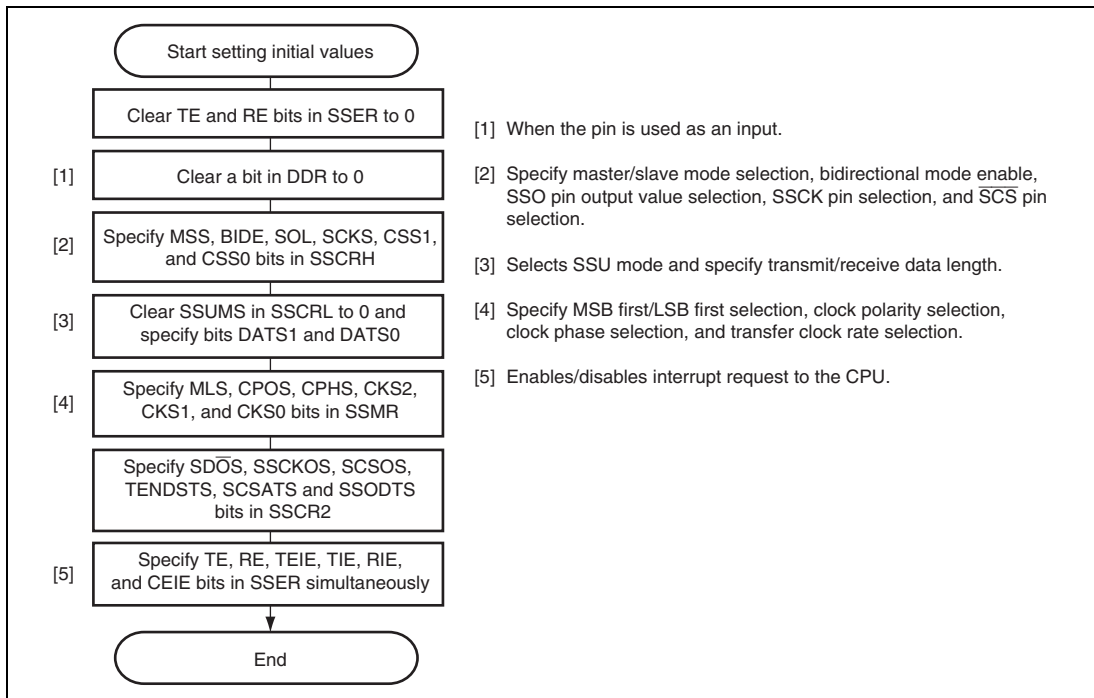 Start setting initial values
Clear TE and RE bits in SSER to 0
[1]
Clear a bit in DDR to 0
[2]
Specify MSS, BIDE, SOL, SCKS, CSS1,
and CSS0 bits in SSCRH
[3]
Clear SSUMS in SSCRL to 0 and
specify bits DATS1 and DATS0
[4]
Specify MLS, CPOS, CPHS, CKS2,
CKS1, and CKS0 bits in SSMR
Specify SDO̅S, SSCKOS, SCSOS,
TENDSTS, SCSATS and SSODTS
bits in SSCR2
[5]
Specify TE, RE, TEIE, TIE, RIE,
and CEIE bits in SSER simultaneously
End
[1] When the pin is used as an input.
[2] Specify master/slave mode selection, bidirectional mode enable,
SSO pin output value selection, SSCK pin selection, and S̅C̅S̅ pin
selection.
[3] Selects SSU mode and specify transmit/receive data length.
[4] Specify MSB first/LSB first selection, clock polarity selection,
clock phase selection, and transfer clock rate selection.
[5] Enables/disables interrupt request to the CPU.